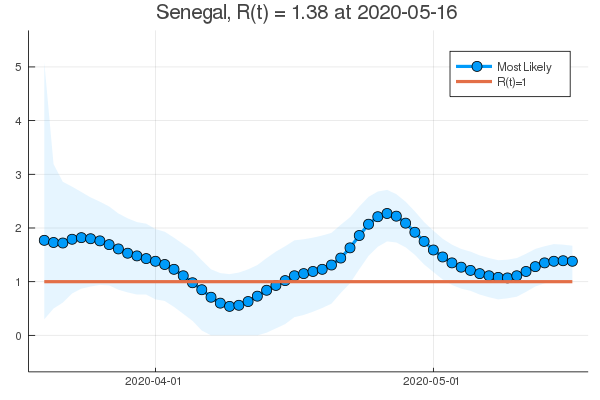 Senegal, R(t) = 1.38 at 2020-05-16
5
4
3
2
1
0
Most Likely
R(t)=1
2020-04-01
2020-05-01